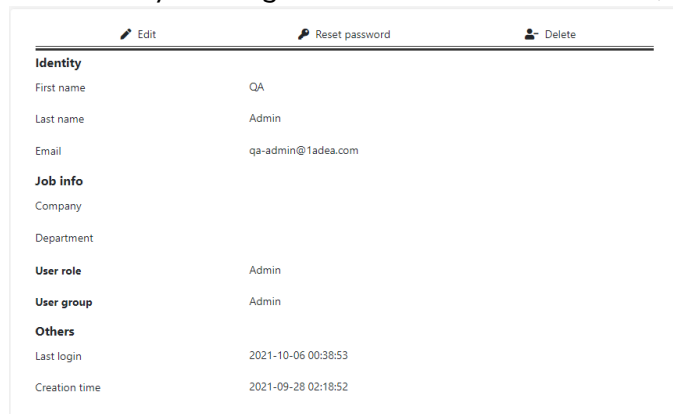 Edit Reset password Delete
Identity
First name QA
Last name Admin
Email qa-admin@1adea.com
Job info
Company
Department
User role Admin
User group Admin
Others
Last login 2021-10-06 00:38:53
Creation time 2021-09-28 02:18:52